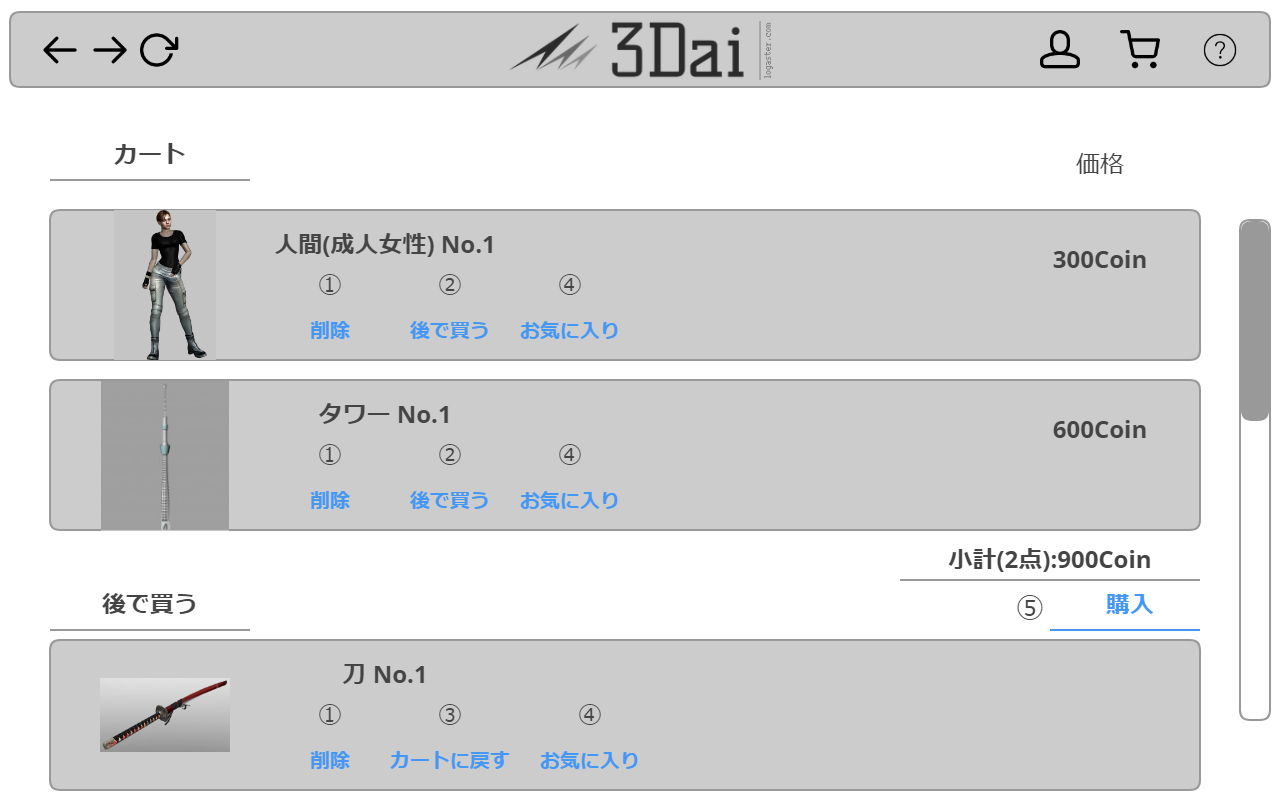 3Dai
logaster.com
?
カート
価格
人間(成人女性) No.1
300Coin
① ② ④
削除 後で買う お気に入り
タワー No.1
600Coin
① ② ④
削除 後で買う お気に入り
小計(2点):900Coin
後で買う
⑤ 購入
刀 No.1
① ③ ④
削除 カートに戻す お気に入り